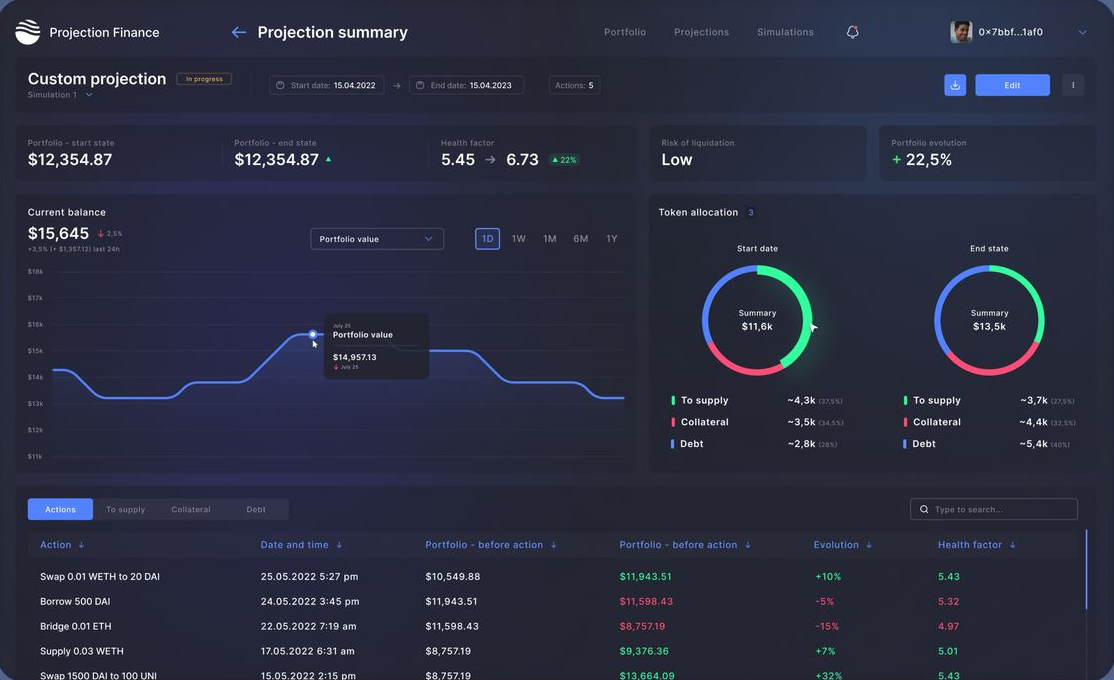 Projection Finance
Projection summary
Portfolio Projections Simulations
0×7bbf...1af0
Custom projection In progress
Simulation 1
Start date: 15.04.2022 End date: 15.04.2023 Actions: 5
Edit
Portfolio - start state
$12,354.87
Portfolio - end state
$12,354.87
Health factor
5.45 → 6.73 22%
Risk of liquidation
Low
Portfolio evolution
+ 22,5%
Current balance
$15,645 ↓ 2,5%
+3,5% (+ $1,357.12) last 24h
Portfolio value
1D 1W 1M 6M 1Y
$18k
$17k
$16k
$15k
$14k
$13k
$12k
$11k
July 25
Portfolio value
$14,957.13
↓ July 25
Token allocation 3
Start date
Summary
$11,6k
To supply ~4,3k (37,5%)
Collateral ~3,5k (34,5%)
Debt ~2,8k (28%)
End state
Summary
$13,5k
To supply ~3,7k (27,5%)
Collateral ~4,4k (32,5%)
Debt ~5,4k (40%)
Actions To supply Collateral Debt
Type to search...
Action ↓ Date and time ↓ Portfolio - before action ↓ Portfolio - before action ↓ Evolution ↓ Health factor ↓
Swap 0.01 WETH to 20 DAI 25.05.2022 5:27 pm $10,549.88 $11,943.51 +10% 5.43
Borrow 500 DAI 24.05.2022 3:45 pm $11,943.51 $11,598.43 -5% 5.32
Bridge 0.01 ETH 22.05.2022 7:19 am $11,598.43 $8,757.19 -15% 4.97
Supply 0.03 WETH 17.05.2022 6:31 am $8,757.19 $9,376.36 +7% 5.01
Swap 1500 DAI to 100 UNI 15.05.2022 2:15 pm $8,757.19 $13,664.09 +32% 5.43